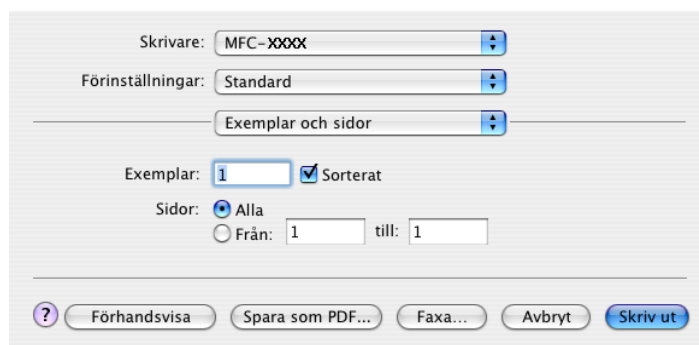 Skrivare: MFC-XXXX
Förinställningar: Standard
Exemplar och sidor
Exemplar: 1 Sorterat
Sidor: Alla
Från: 1 till: 1
? Förhandsvisa Spara som PDF... Faxa... Avbryt Skriv ut